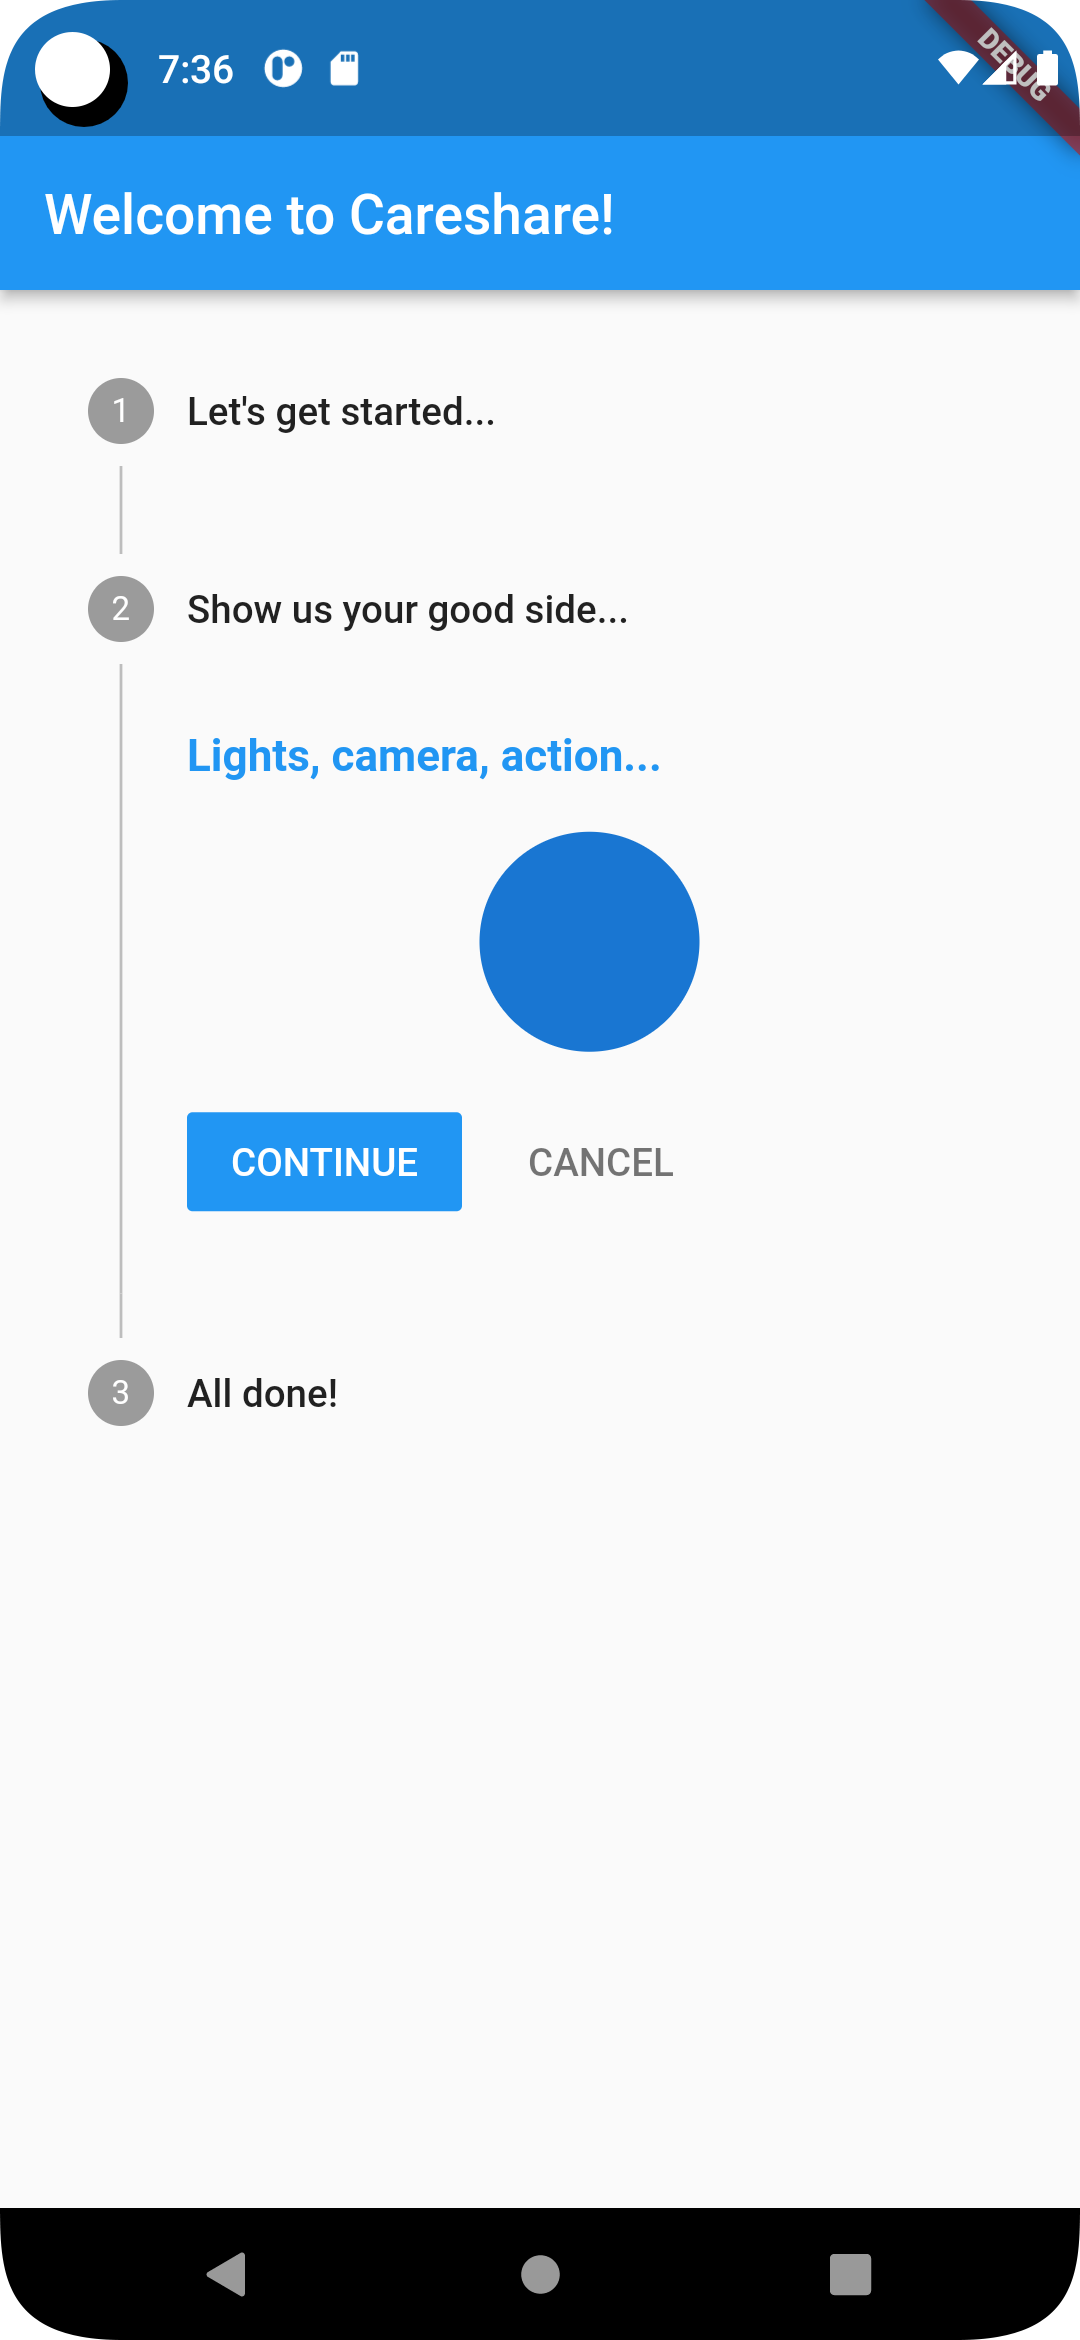 7:36
DEBUG
Welcome to Careshare!
1 Let's get started...
2 Show us your good side...
Lights, camera, action...
CONTINUE CANCEL
3 All done!